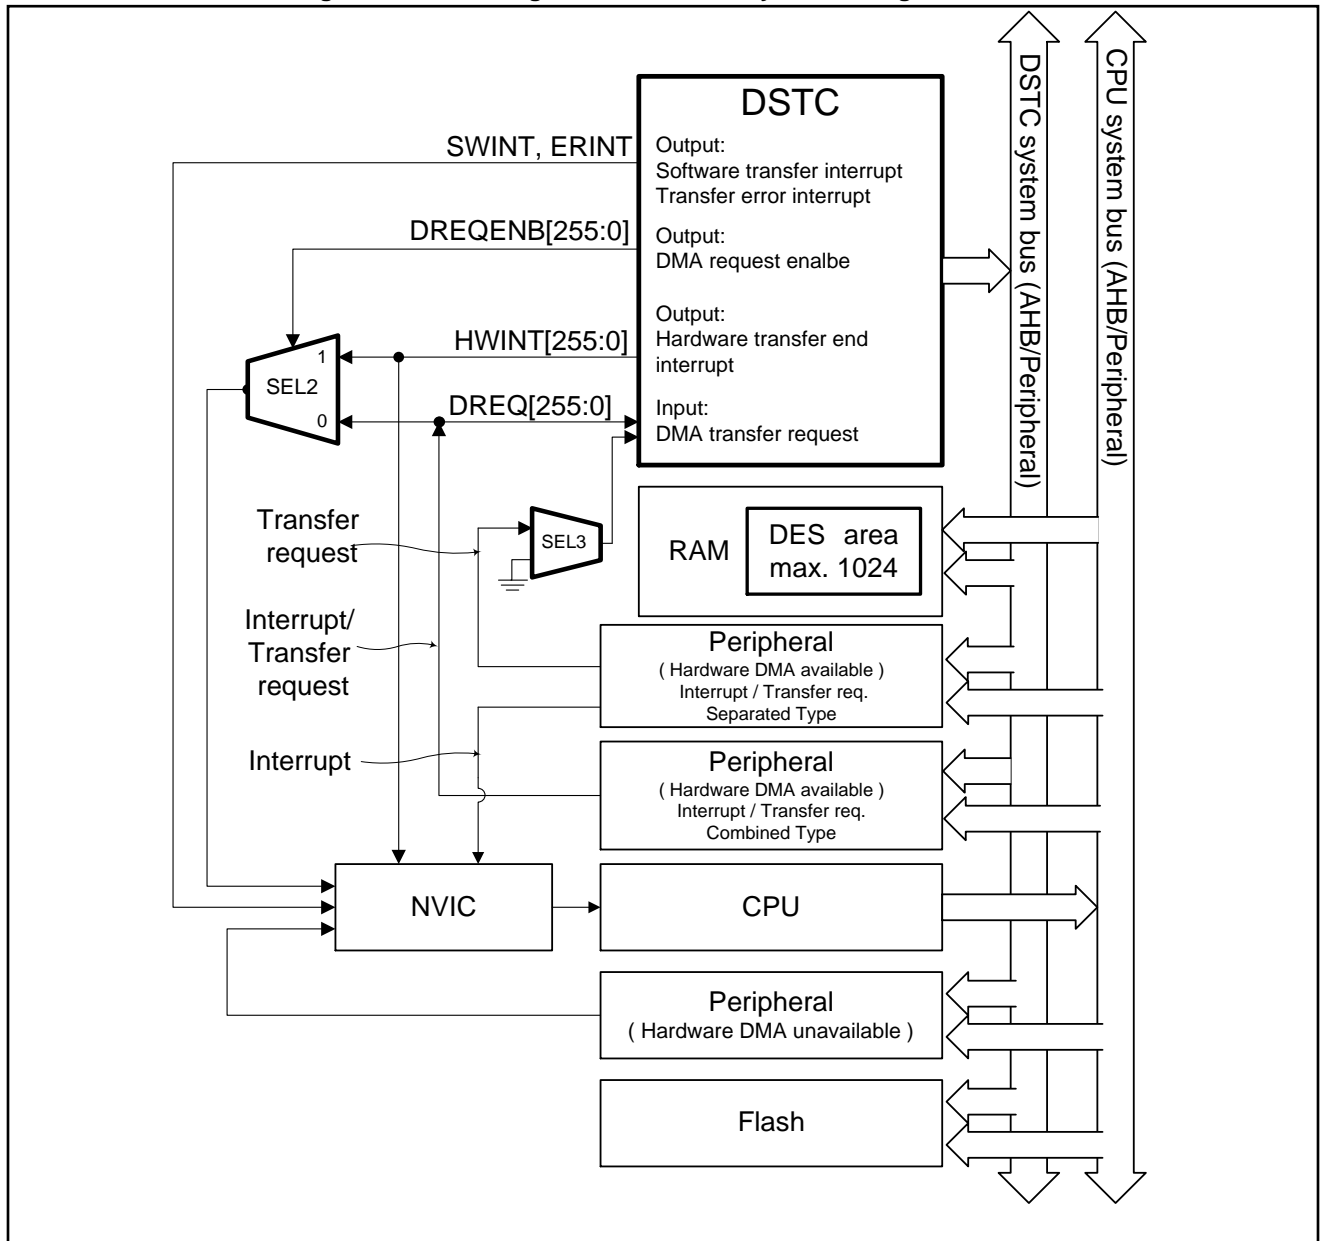 DSTC
SWINT, ERINT
Output:
Software transfer interrupt
Transfer error interrupt
DREQENB[255:0]
Output:
DMA request enalbe
HWINT[255:0]
Output:
Hardware transfer end
interrupt
DREQ[255:0]
Input:
DMA transfer request
1
SEL2
0
DSTC system bus (AHB/Peripheral)
CPU system bus (AHB/Peripheral)
Transfer
request
SEL3
RAM
DES area
max. 1024
Interrupt/
Transfer
request
Peripheral
( Hardware DMA available )
Interrupt / Transfer req.
Separated Type
Interrupt
Peripheral
( Hardware DMA available )
Interrupt / Transfer req.
Combined Type
NVIC
CPU
Peripheral
( Hardware DMA unavailable )
Flash